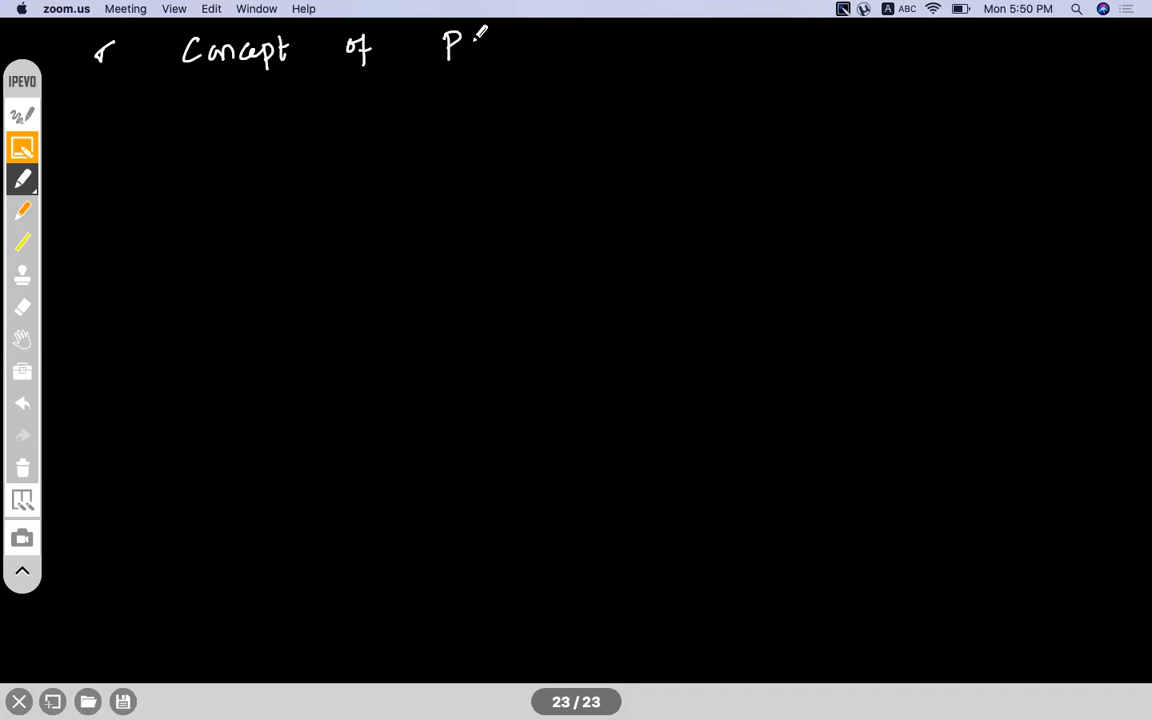 zoom.us Meeting View Edit Window Help A ABC Mon 5:50 PM
Concept of P
IPEVO
23 / 23